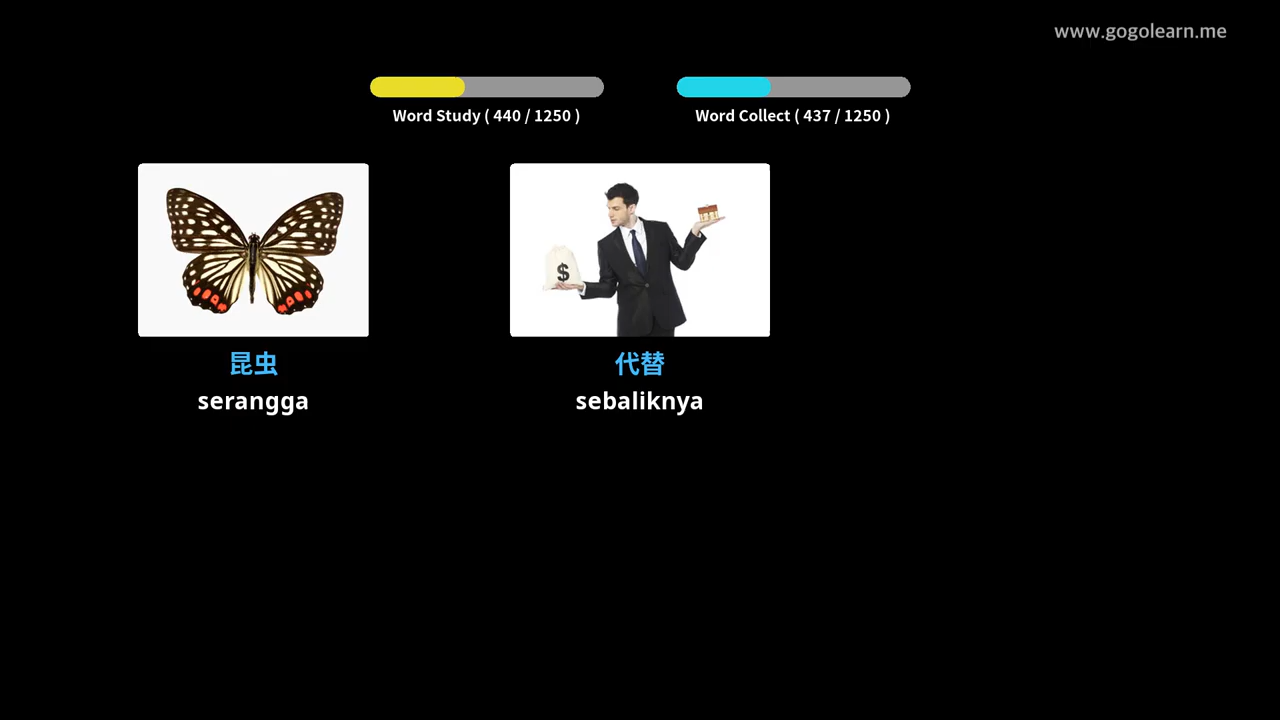 www.gogolearn.me
Word Study ( 440 / 1250 )
Word Collect ( 437 / 1250 )
$
昆虫
serangga
代替
sebaliknya